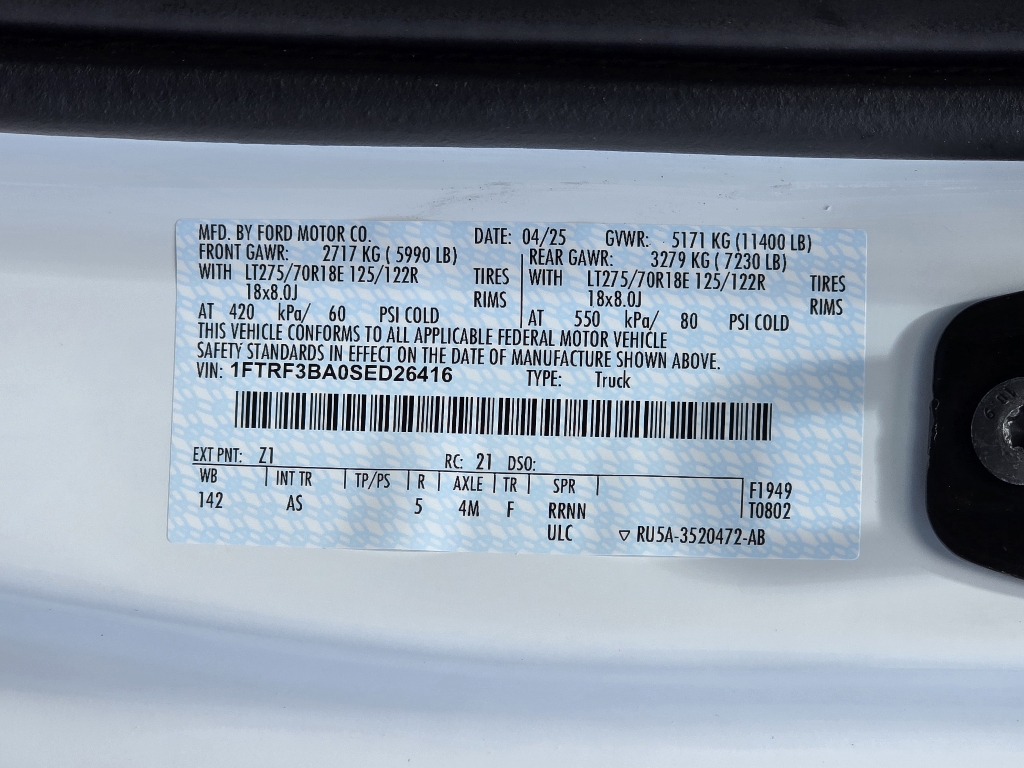 MFD. BY FORD MOTOR CO. DATE: 04/25 GVWR: 5171 KG (11400 LB)
FRONT GAWR: 2717 KG ( 5990 LB) REAR GAWR: 3279 KG ( 7230 LB)
WITH LT275/70R18E 125/122R TIRES WITH LT275/70R18E 125/122R TIRES
18x8.0J RIMS 18x8.0J RIMS
AT 420 kPa/ 60 PSI COLD AT 550 kPa/ 80 PSI COLD
THIS VEHICLE CONFORMS TO ALL APPLICABLE FEDERAL MOTOR VEHICLE
SAFETY STANDARDS IN EFFECT ON THE DATE OF MANUFACTURE SHOWN ABOVE.
VIN: 1FTRF3BA0SED26416 TYPE: Truck
EXT PNT: Z1 RC: 21 DSO:
WB INT TR TP/PS R AXLE TR SPR F1949
142 AS 5 4M F RRNN T0802
ULC ▽ RU5A-3520472-AB